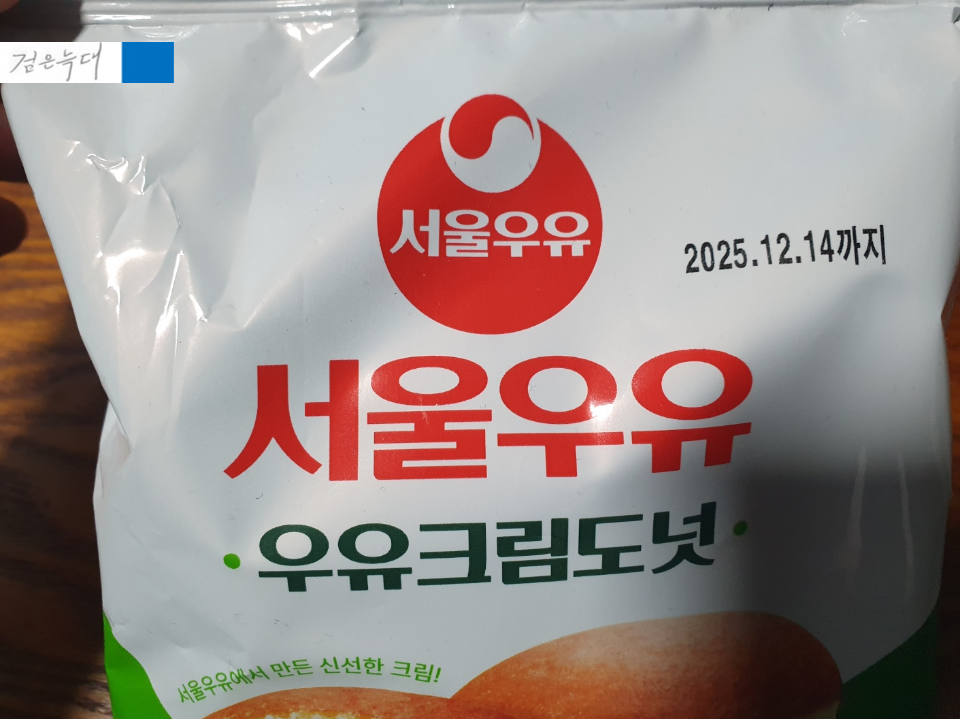 검은늑대
서울우유
2025.12.14까지
서울우유
우유크림도넛
서울우유에서 만든 신선한 크림!